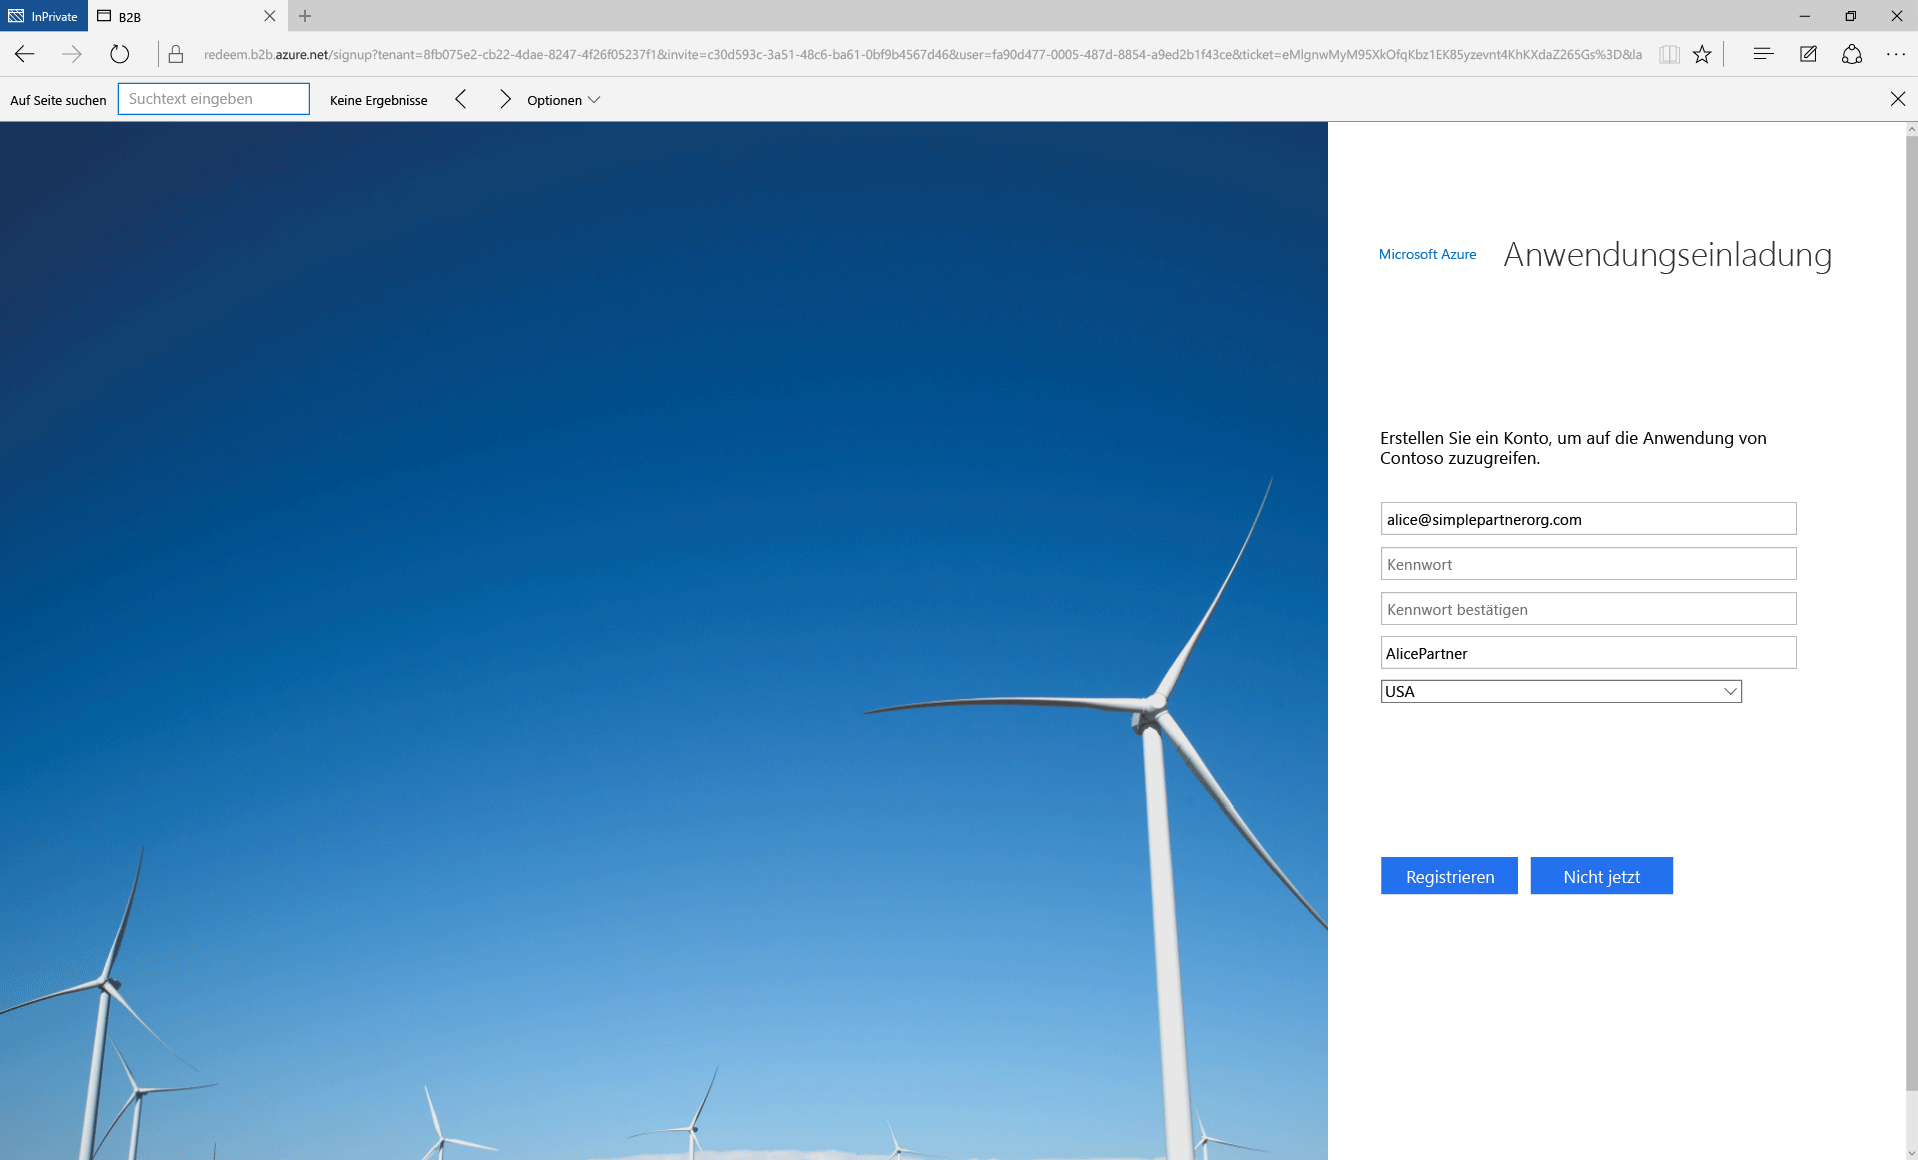 InPrivate
B2B
redeem.b2b.azure.net/signup?tenant=8fb075e2-cb22-4dae-8247-4f26f05237f1&invite=c30d593c-3a51-48c6-ba61-0bf9b4567d46&user=fa90d477-0005-487d-8854-a9ed2b1f43ce&ticket=eMlgnwMyM95XkOfqKbz1EK85yzevnt4KhKXdaZ265Gs%3D&la
Auf Seite suchen
Suchtext eingeben
Keine Ergebnisse
Optionen
Microsoft Azure
Anwendungseinladung
Erstellen Sie ein Konto, um auf die Anwendung von
Contoso zuzugreifen.
alice@simplepartnerorg.com
Kennwort
Kennwort bestätigen
AlicePartner
USA
Registrieren
Nicht jetzt